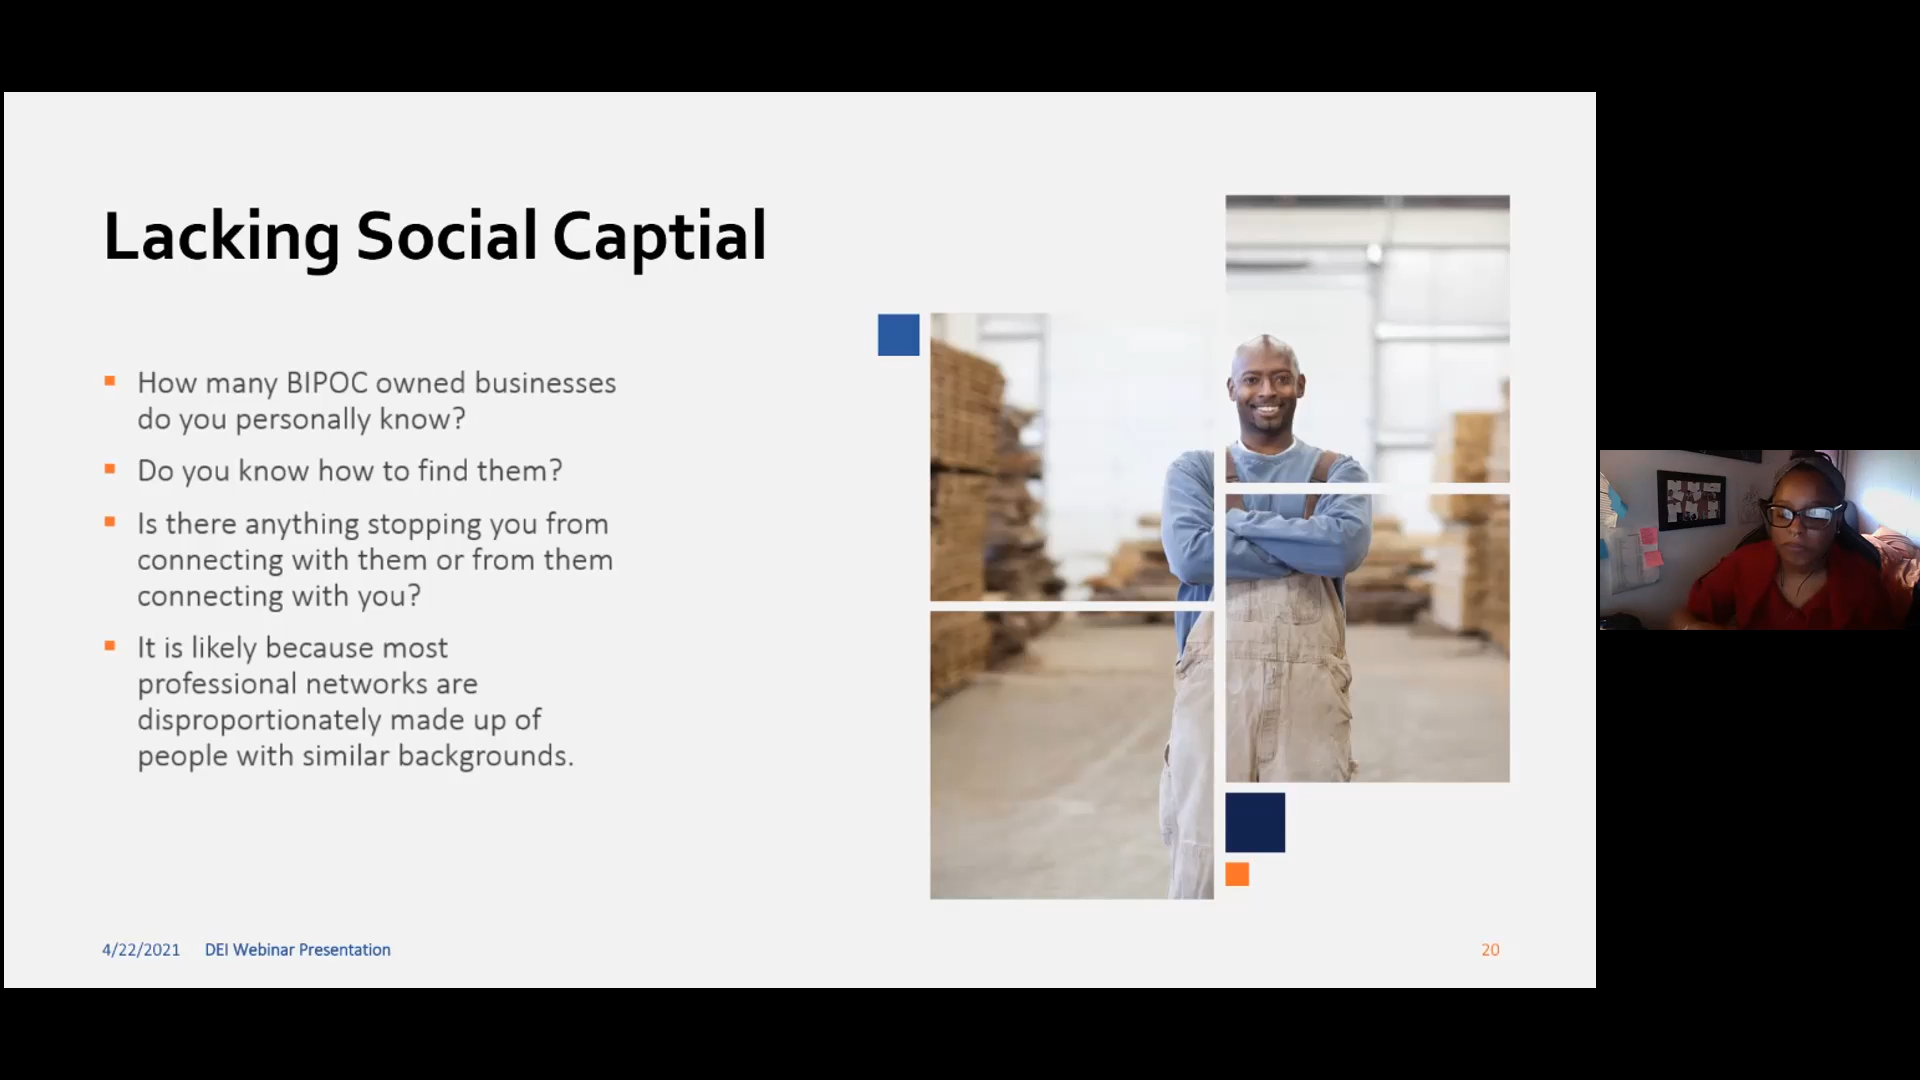 Lacking Social Captial
How many BIPOC owned businesses
do you personally know?
Do you know how to find them?
Is there anything stopping you from
connecting with them or from them
connecting with you?
It is likely because most
professional networks are
disproportionately made up of
people with similar backgrounds.
4/22/2021 DEI Webinar Presentation
20